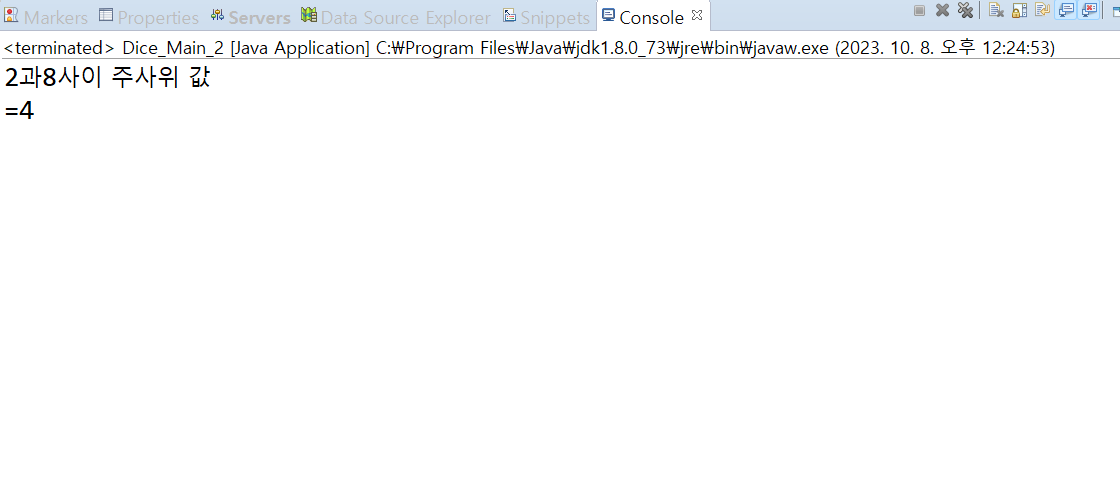 Markers Properties Servers Data Source Explorer Snippets Console
<terminated> Dice_Main_2 [Java Application] C:₩Program Files₩Java₩jdk1.8.0_73₩jre₩bin₩javaw.exe (2023. 10. 8. 오후 12:24:53)
2과8사이 주사위 값
=4